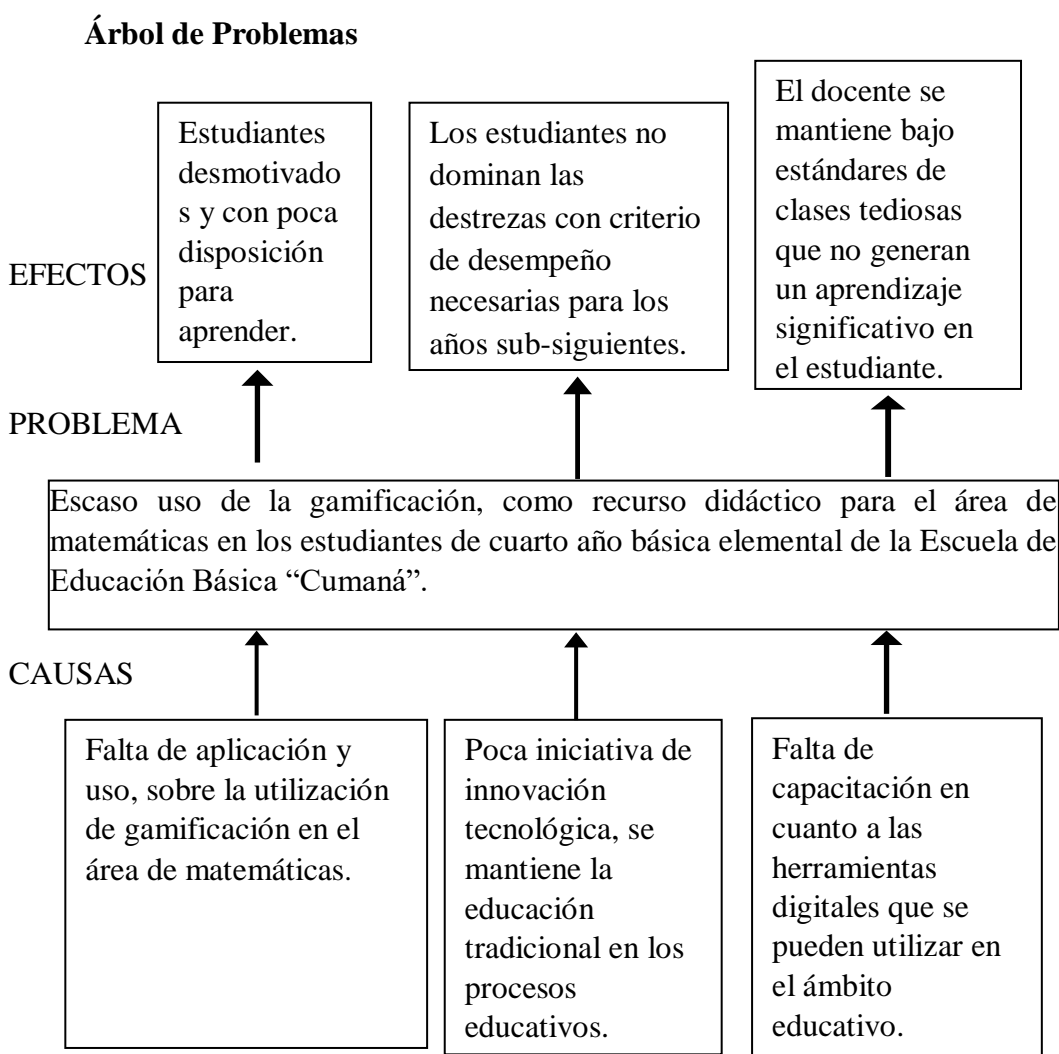 Árbol de Problemas
Estudiantes
desmotivado
s y con poca
disposición
para
aprender.
Los estudiantes no
dominan las
destrezas con criterio
de desempeño
necesarias para los
años sub-siguientes.
El docente se
mantiene bajo
estándares de
clases tediosas
que no generan
un aprendizaje
significativo en
el estudiante.
EFECTOS
PROBLEMA
Escaso uso de la gamificación, como recurso didáctico para el área de
matemáticas en los estudiantes de cuarto año básica elemental de la Escuela de
Educación Básica “Cumaná”.
CAUSAS
Falta de aplicación y
uso, sobre la utilización
de gamificación en el
área de matemáticas.
Poca iniciativa de
innovación
tecnológica, se
mantiene la
educación
tradicional en los
procesos
educativos.
Falta de
capacitación en
cuanto a las
herramientas
digitales que se
pueden utilizar en
el ámbito
educativo.